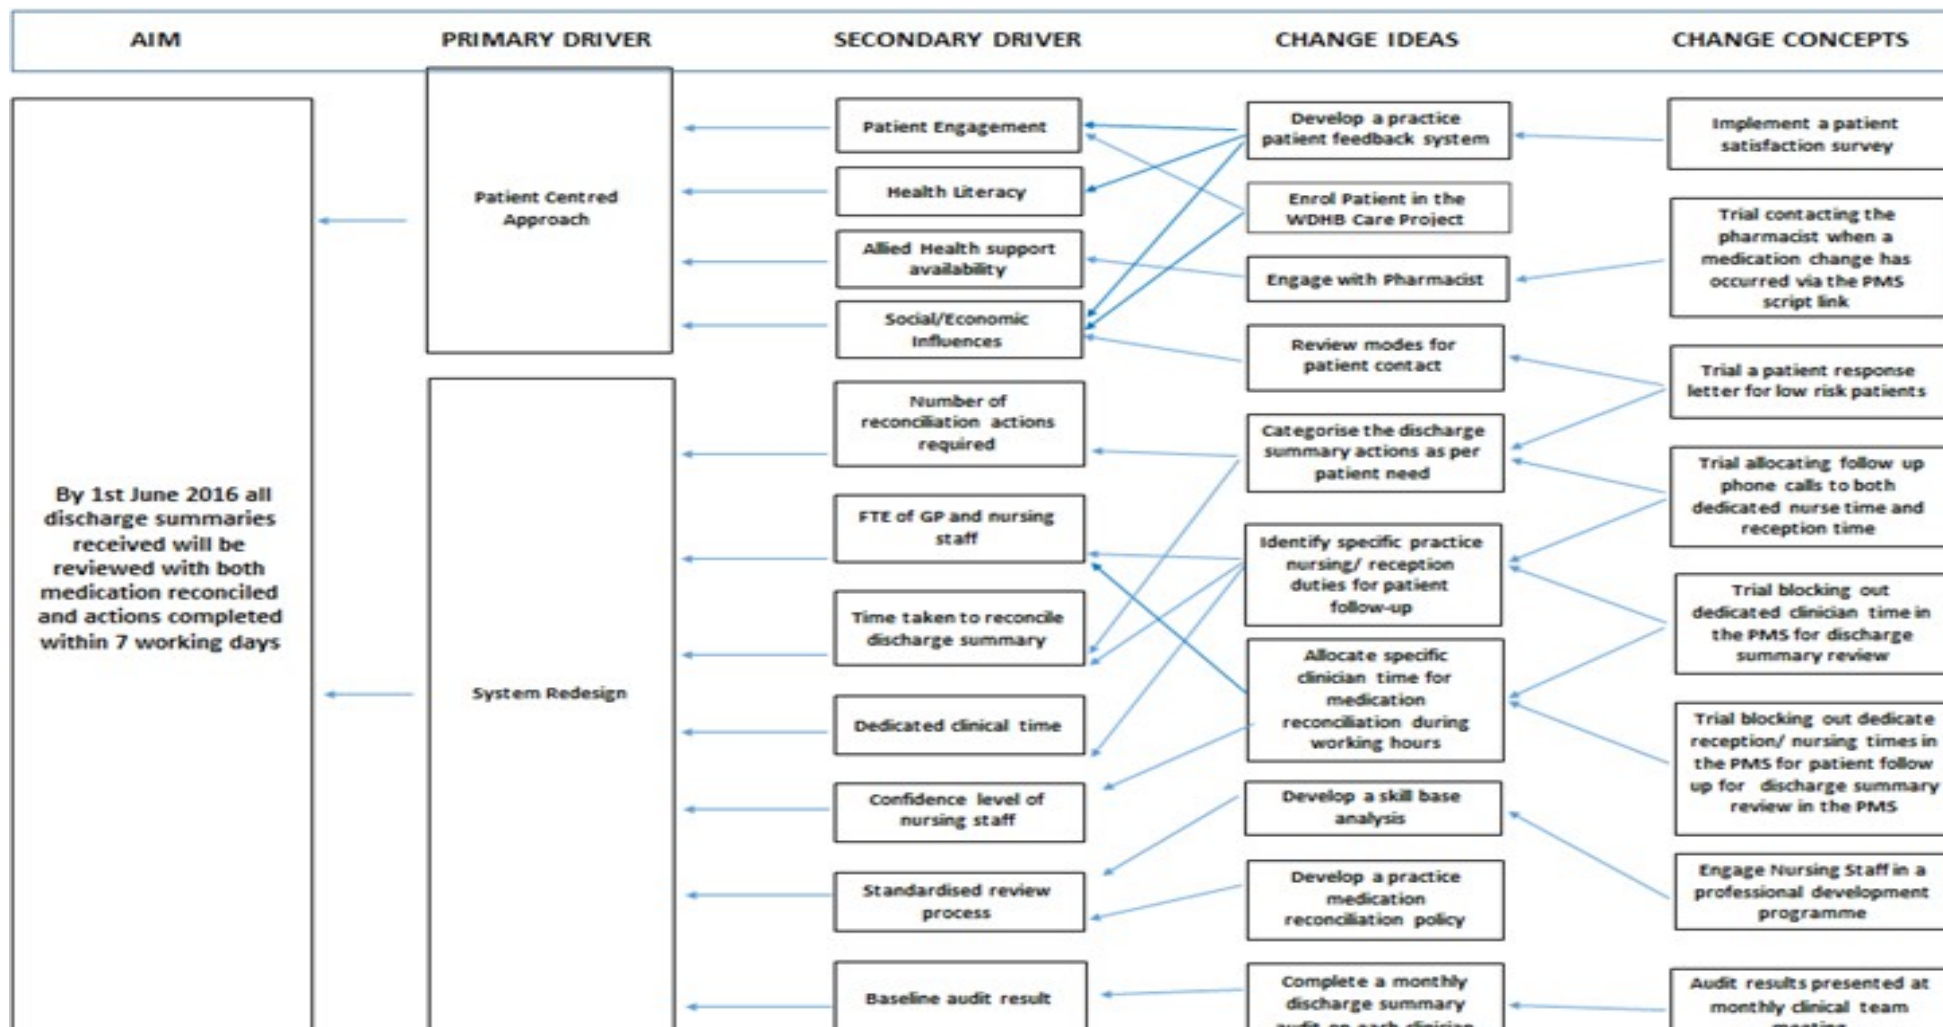 AIM
PRIMARY DRIVER
SECONDARY DRIVER
CHANGE IDEAS
CHANGE CONCEPTS
By 1st June 2016 all
discharge summaries
received will be
reviewed with both
medication reconciled
and actions completed
within 7 working days
Patient Centred
Approach
System Redesign
Patient Engagement
Health Literacy
Allied Health support
availability
Social/Economic
Influences
Number of
reconciliation actions
required
FTE of GP and nursing
staff
Time taken to reconcile
discharge summary
Dedicated clinical time
Confidence level of
nursing staff
Standardised review
process
Baseline audit result
Develop a practice
patient feedback system
Enrol Patient in the
WDHB Care Project
Engage with Pharmacist
Review modes for
patient contact
Categorise the discharge
summary actions as per
patient need
Identify specific practice
nursing/ reception
duties for patient
follow-up
Allocate specific
clinician time for
medication
reconciliation during
working hours
Develop a skill base
analysis
Develop a practice
medication
reconciliation policy
Complete a monthly
discharge summary
audit on each clinician
Implement a patient
satisfaction survey
Trial contacting the
pharmacist when a
medication change has
occurred via the PMS
script link
Trial a patient response
letter for low risk patients
Trial allocating follow up
phone calls to both
dedicated nurse time and
reception time
Trial blocking out
dedicated clinician time in
the PMS for discharge
summary review
Trial blocking out dedicate
reception/ nursing times in
the PMS for patient follow
up for discharge summary
review in the PMS
Engage Nursing Staff in a
professional development
programme
Audit results presented at
monthly clinical team
meeting